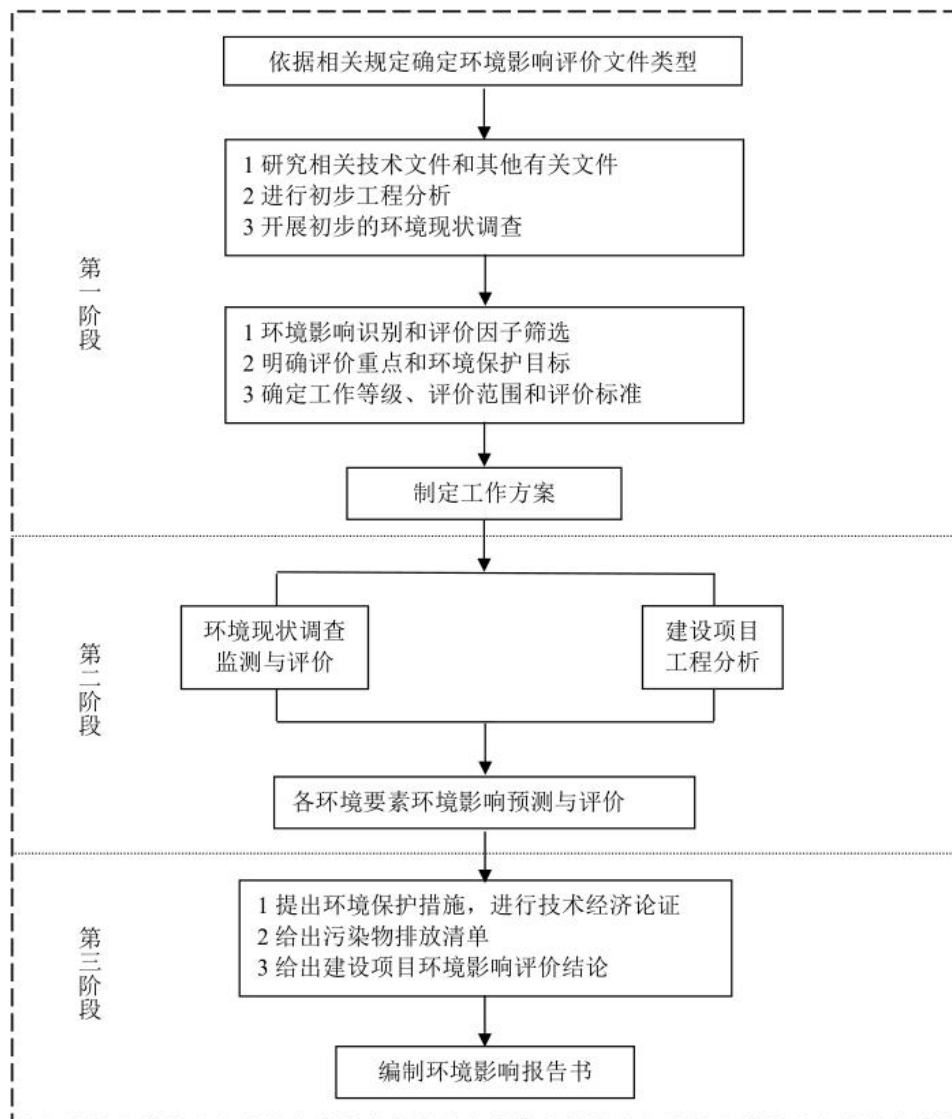 依据相关规定确定环境影响评价文件类型
1 研究相关技术文件和其他有关文件
2 进行初步工程分析
3 开展初步的环境现状调查
第一阶段
1 环境影响识别和评价因子筛选
2 明确评价重点和环境保护目标
3 确定工作等级、评价范围和评价标准
制定工作方案
环境现状调查
监测与评价
建设项目
工程分析
第二阶段
各环境要素环境影响预测与评价
1 提出环境保护措施，进行技术经济论证
2 给出污染物排放清单
3 给出建设项目环境影响评价结论
第三阶段
编制环境影响报告书